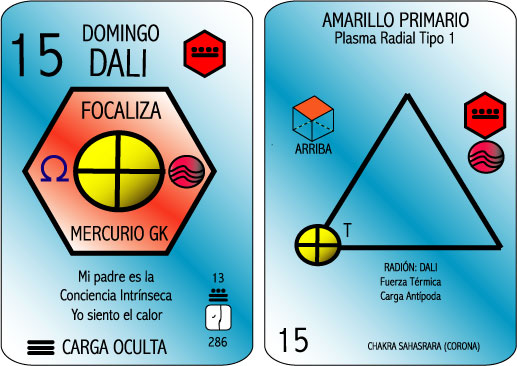 15
DOMINGO
DALI
FOCALIZA
Ω
MERCURIO GK
Mi padre es la
Conciencia Intrínseca
Yo siento el calor
13
286
CARGA OCULTA
AMARILLO PRIMARIO
Plasma Radial Tipo 1
ARRIBA
T
RADIÓN: DALI
Fuerza Térmica
Carga Antípoda
15
CHAKRA SAHASRARA (CORONA)